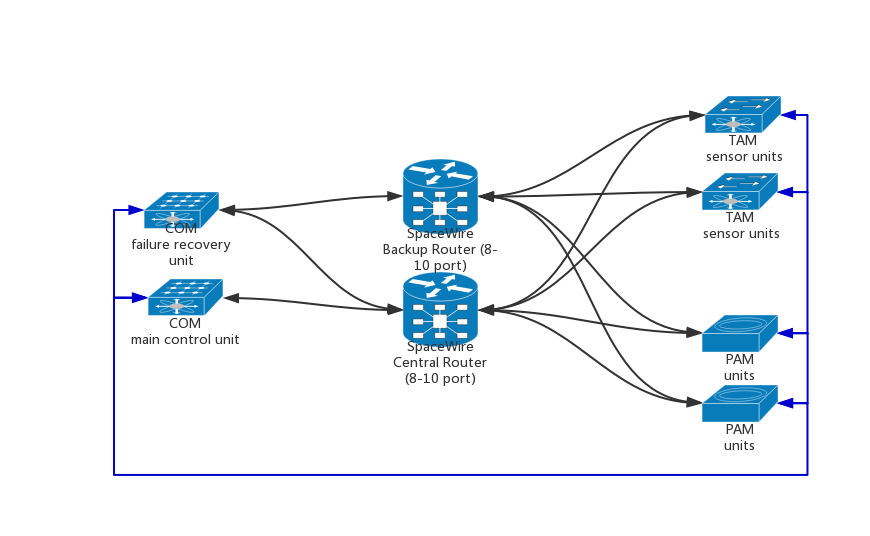 COM
failure recovery
unit
COM
main control unit
SpaceWire
Backup Router (8-
10 port)
SpaceWire
Central Router
(8-10 port)
TAM
sensor units
TAM
sensor units
PAM
units
PAM
units